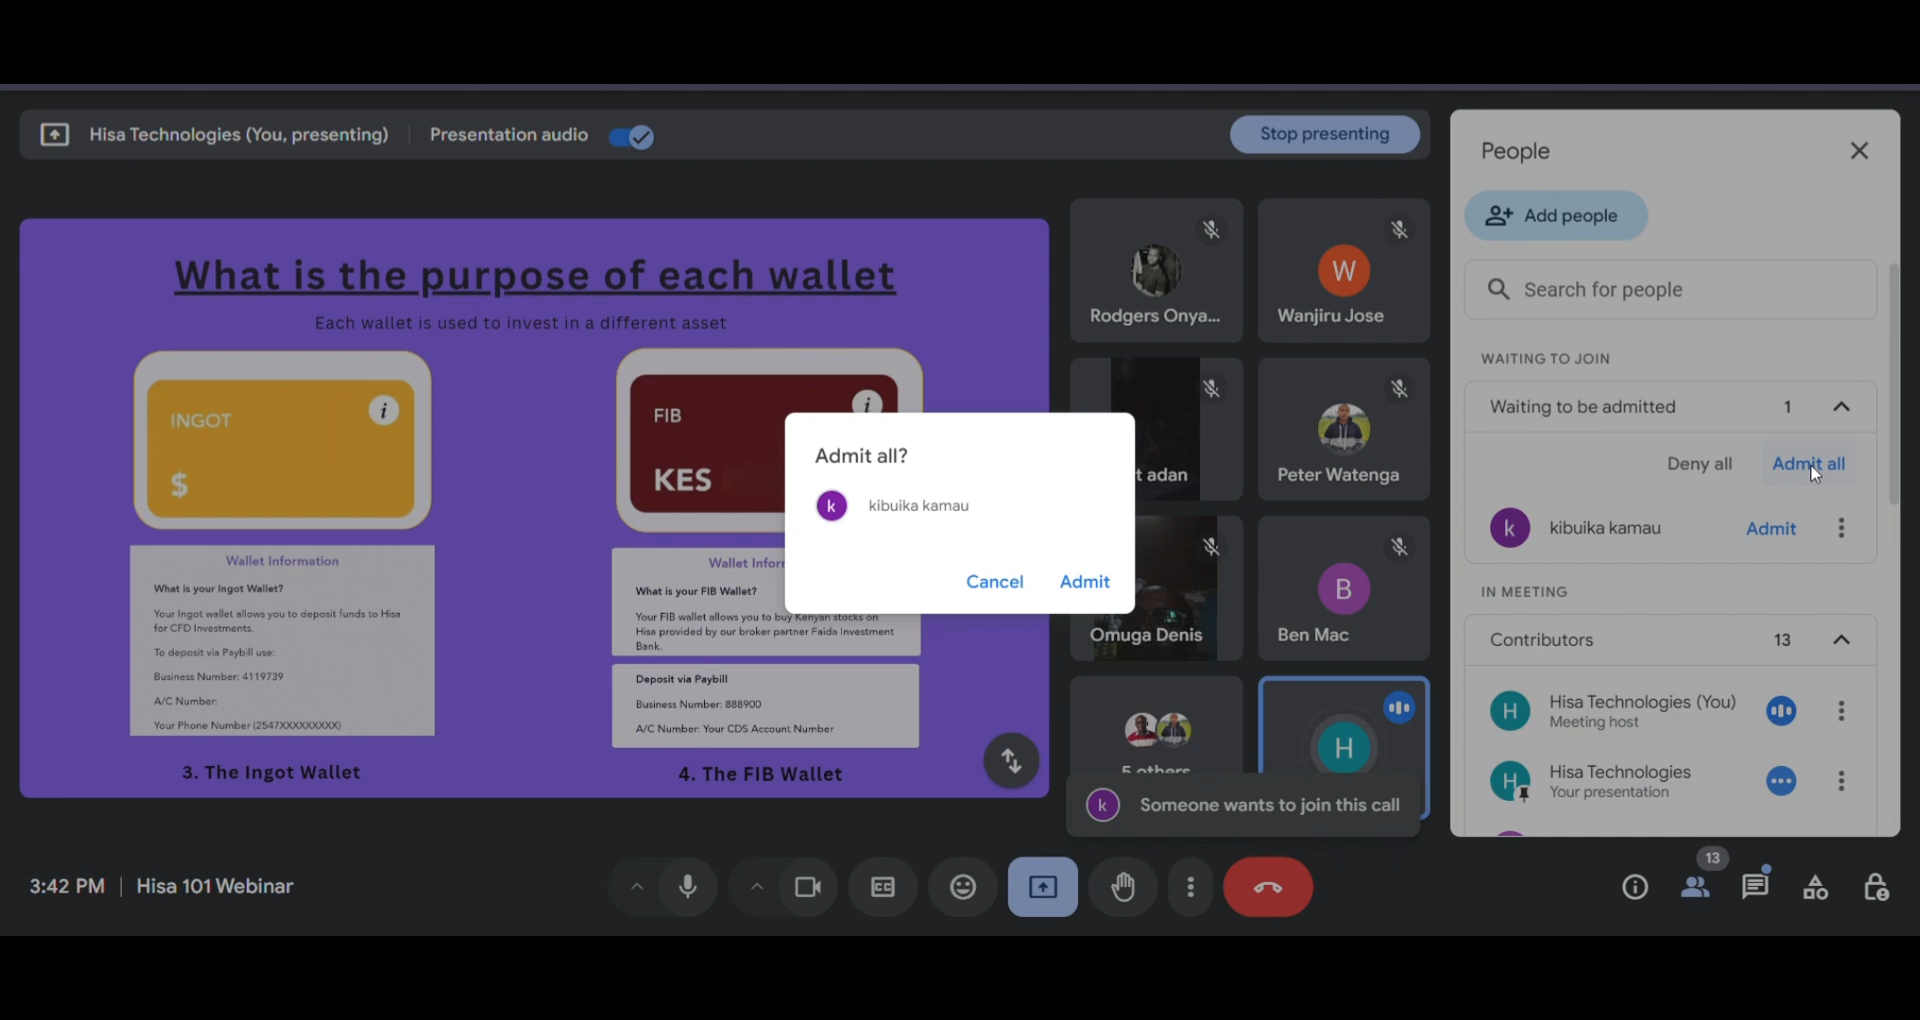 Hisa Technologies (You, presenting)
Presentation audio
Stop presenting
What is the purpose of each wallet
Each wallet is used to invest in a different asset
INGOT
i
$
Wallet Information
What is your Ingot Wallet?
Your Ingot wallet allows you to deposit funds to Hisa
for CFD Investments.
To deposit via Paybill use:
Business Number: 4119739
A/C Number:
Your Phone Number (2547XXXXXXXXX)
3. The Ingot Wallet
FIB
i
KES
Wallet Infor
What is your FIB Wallet?
Your FIB wallet allows you to buy Kenyan stocks on
Hisa provided by our broker partner Faida Investment
Bank.
Deposit via Paybill
Business Number: 888900
A/C Number: Your CDS Account Number
4. The FIB Wallet
Admit all?
k
kibuika kamau
Cancel
Admit
Rodgers Onya...
W
Wanjiru Jose
t adan
Peter Watenga
Omuga Denis
B
Ben Mac
5 others
H
k
Someone wants to join this call
People
Add people
Search for people
WAITING TO JOIN
Waiting to be admitted
1
Deny all
Admit all
k
kibuika kamau
Admit
IN MEETING
Contributors
13
H
Hisa Technologies (You)
Meeting host
H
Hisa Technologies
Your presentation
3:42 PM
Hisa 101 Webinar
CC
13